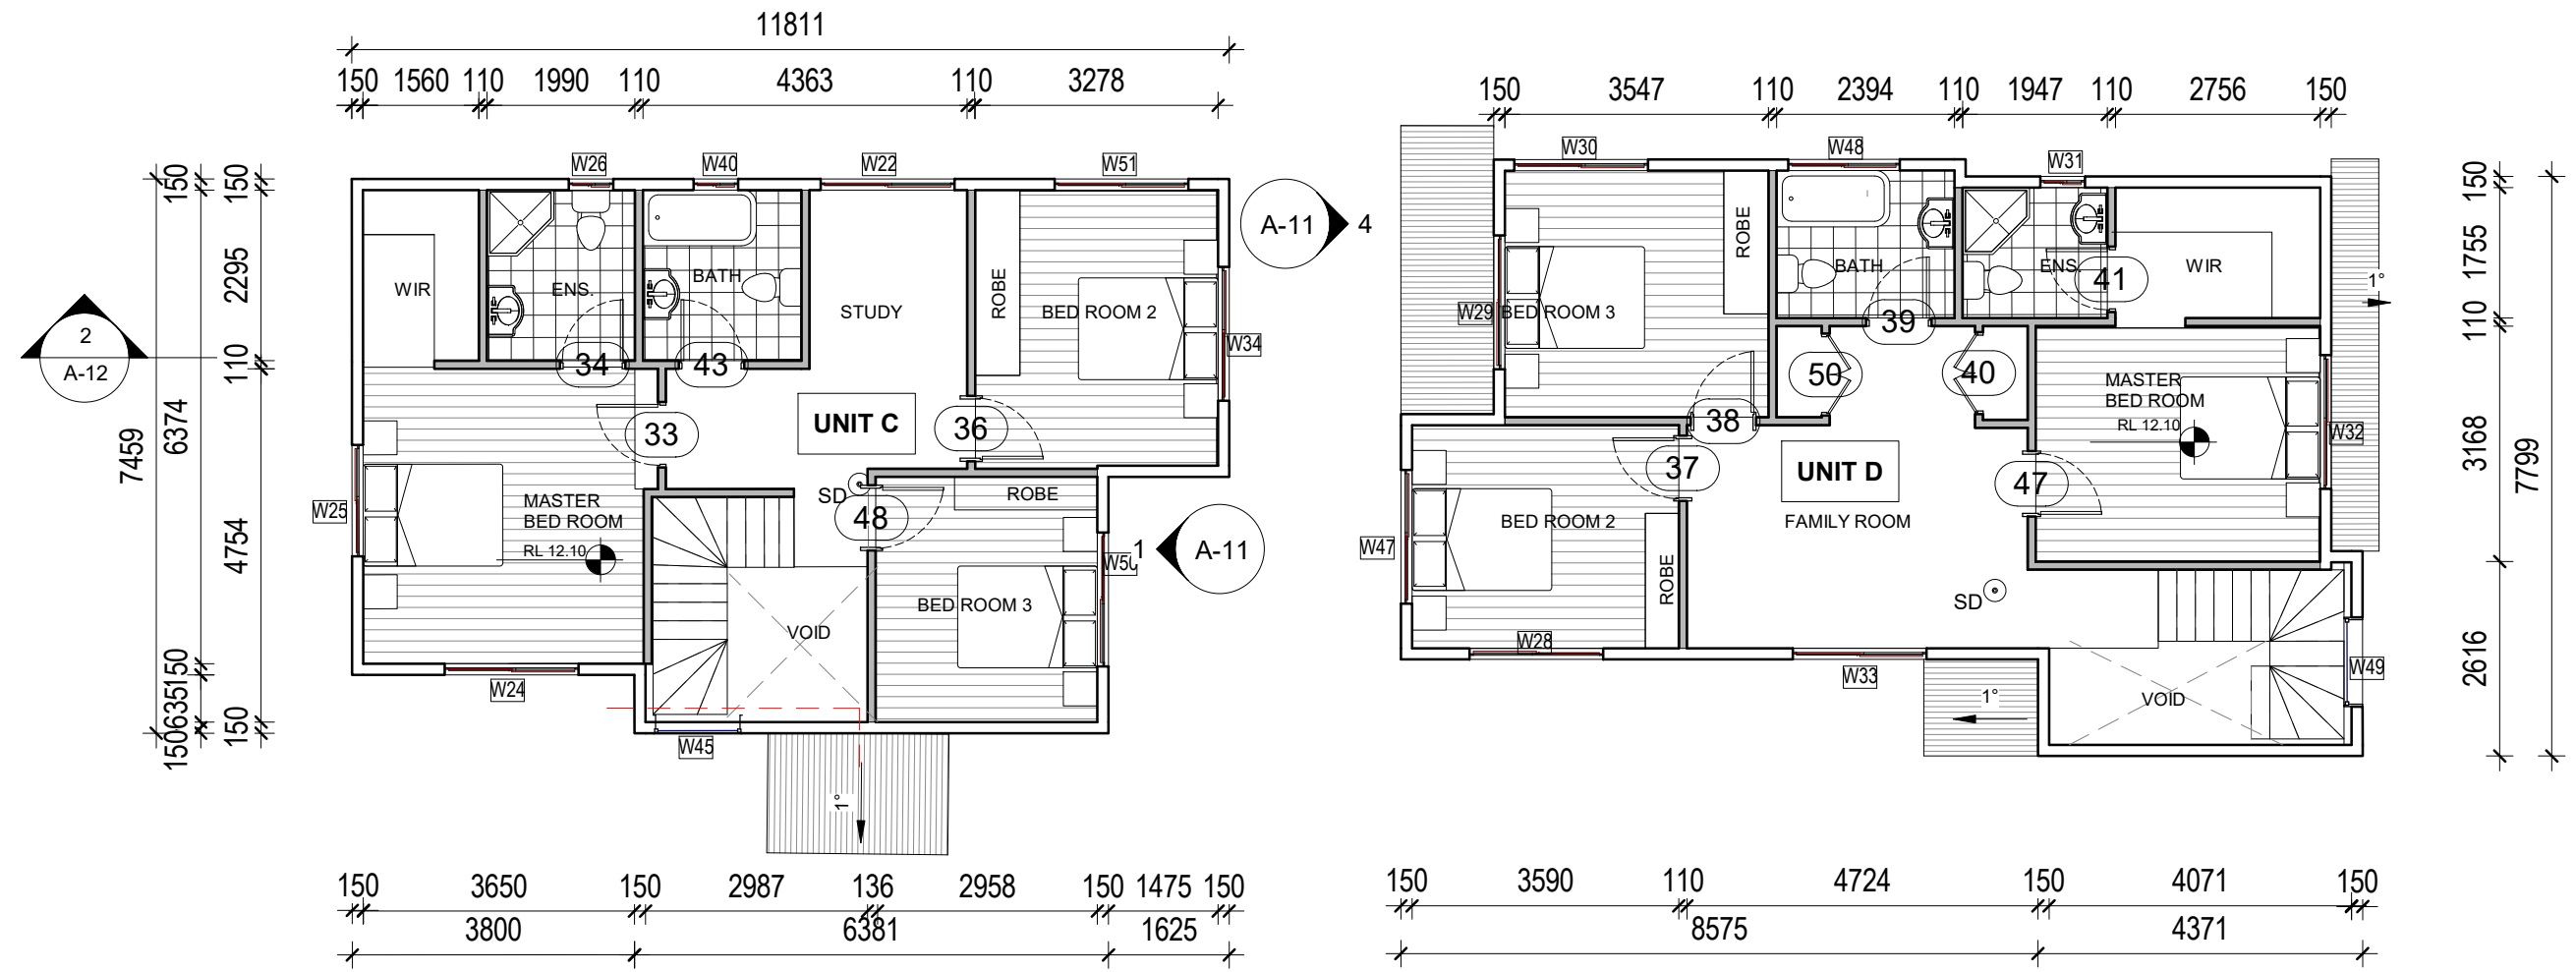 11811
150 1560 110 1990 110 4363 110 3278
150 3547 110 2394 110 1947 110 2756 150
W26 W40 W22 W51
W30 W48 W31
150 150
2295
110
6374
7459
4754
635
150
150
150
2
A-12
WIR
ENS.
BATH
STUDY
ROBE
BED ROOM 2
W34
34
43
33
UNIT C
36
SD
48
ROBE
W25
MASTER
BED ROOM
RL 12.10
VOID
BED ROOM 3
W50
W24
W45
1°
A-11
4
1
A-11
150 3650 150 2987 136 2958 150 1475 150
3800 6381 1625
W29
BED ROOM 3
ROBE
BATH
ENS.
41
WIR
1°
39
50
40
38
MASTER
BED ROOM
RL 12.10
W32
37
UNIT D
47
W47
BED ROOM 2
FAMILY ROOM
ROBE
SD
W28
W33
VOID
W49
1°
150
1755
110
3168
7799
2616
150 3590 110 4724 150 4071 150
8575 4371